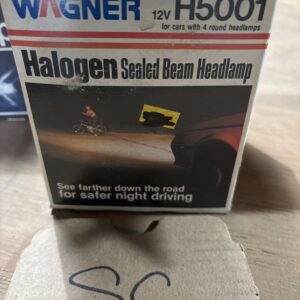 WAGNER 12V H5001
for cars with 4 round headlamps
Halogen Sealed Beam Headlamp
See farther down the road
for safer night driving
SC